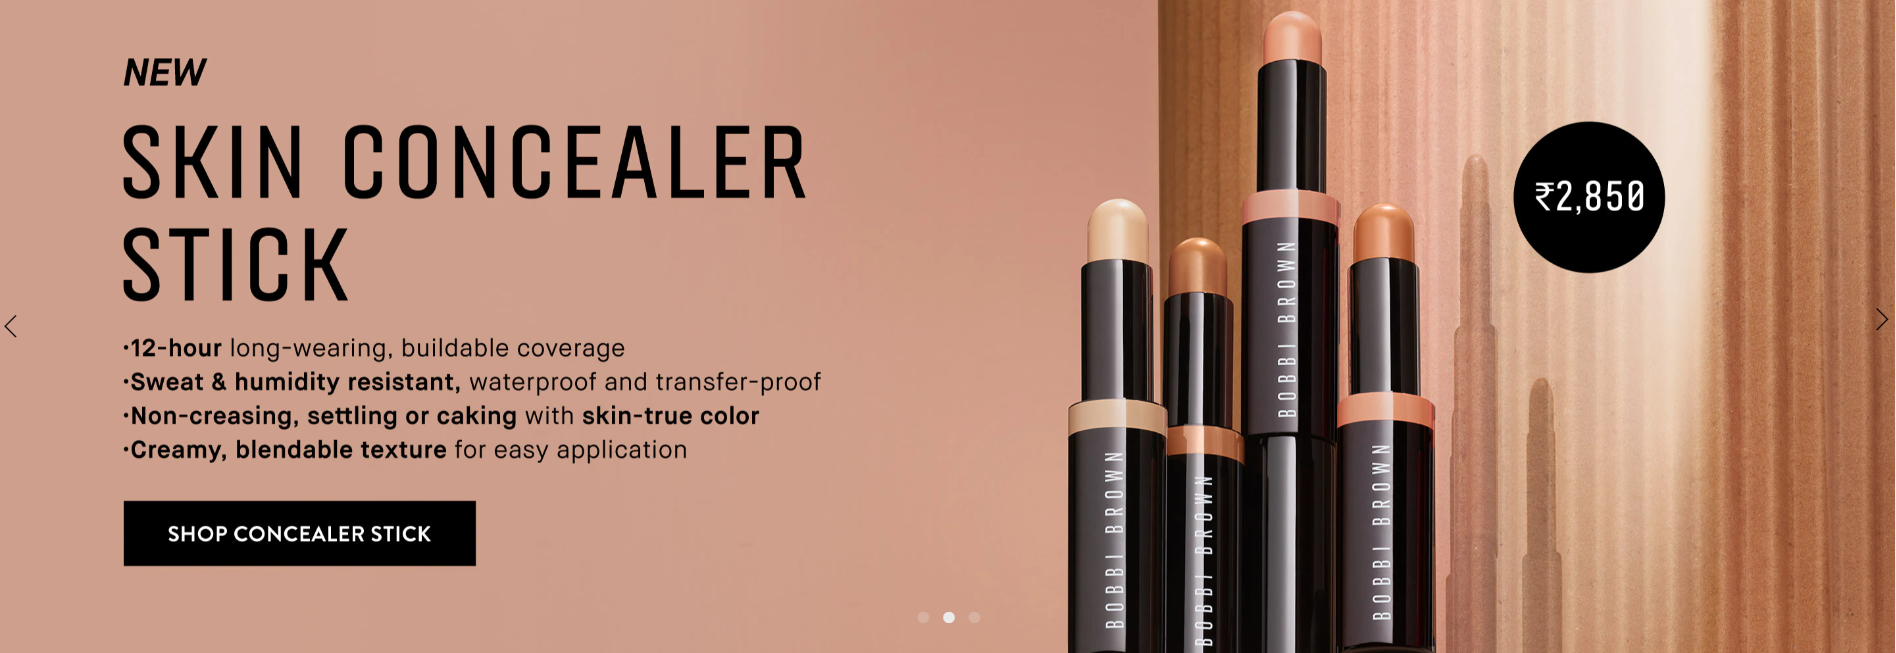 NEW
SKIN CONCEALER
STICK
•12-hour long-wearing, buildable coverage
•Sweat & humidity resistant, waterproof and transfer-proof
•Non-creasing, settling or caking with skin-true color
•Creamy, blendable texture for easy application
SHOP CONCEALER STICK
BOBBI BROWN
BOBBI BROWN
BOBBI BROWN
BOBBI BROWN
₹2,850